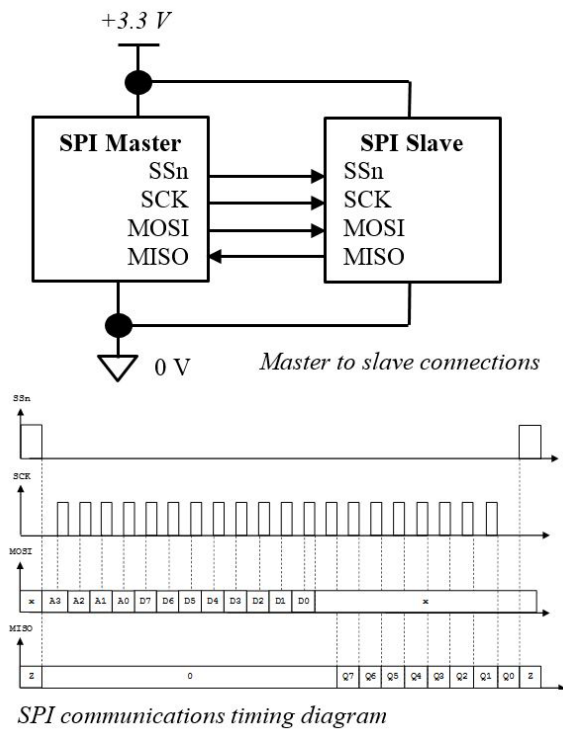 +3.3 V
SPI Master
SPI Slave
SSn
SSn
SCK
SCK
MOSI
MOSI
MISO
MISO
0 V
Master to slave connections
SSn
SCK
MOSI
x A3 A2 A1 A0 D7 D6 D5 D4 D3 D2 D1 D0 x
MISO
Z 0 Q7 Q6 Q5 Q4 Q3 Q2 Q1 Q0 Z
SPI communications timing diagram